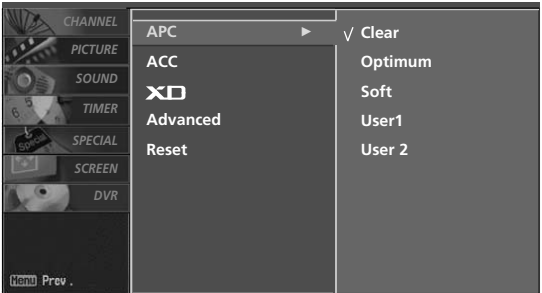 CHANNEL
PICTURE
SOUND
TIMER
SPECIAL
SCREEN
DVR
Menu Prev.
APC ►
ACC
XD
Advanced
Reset
√ Clear
Optimum
Soft
User1
User 2